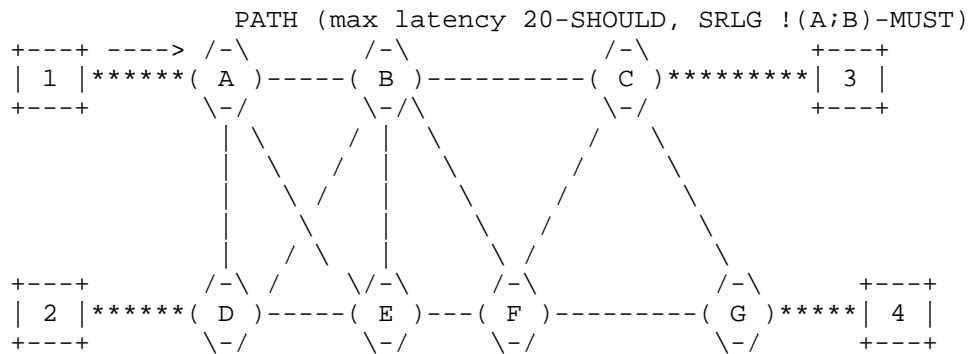 PATH (max latency 20-SHOULD, SRLG !(A;B)-MUST)
+---+ ----> /-\ /-\ /-\ +---+
| 1 |******( A )-----( B )----------( C )*********| 3 |
+---+ \-/ \-/\ \-/ +---+
| \ / | \ / \
| \ / | \ / \
| \ / | \ / \
| \ / | \ / \
| \ / | \ / \
+---+ /-\ / \/-\ /-\ /-\ +---+
| 2 |******( D )-----( E )---( F )---------( G )*****| 4 |
+---+ \-/ \-/ \-/ \-/ +---+